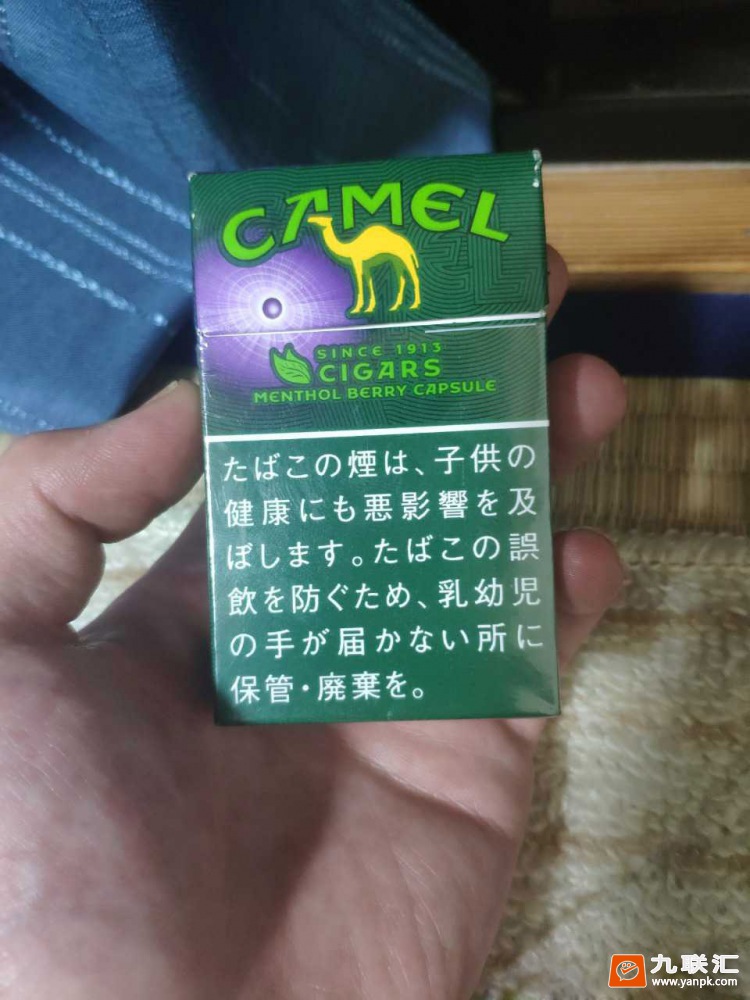 CAMEL
SINCE 1913
CIGARS
MENTHOL BERRY CAPSULE
たばこの煙は、子供の
健康にも悪影響を及
ぼします。たばこの誤
飲を防ぐため、乳幼児
の手が届かない所に
保管・廃棄を。
九联汇
www.yanpk.com